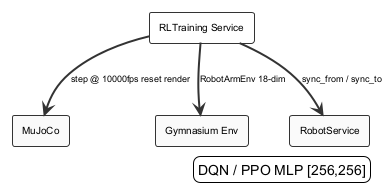 RLTraining Service
step @ 10000fps reset render
RobotArmEnv 18-dim
sync_from / sync_to
MuJoCo
Gymnasium Env
RobotService
DQN / PPO MLP [256,256]